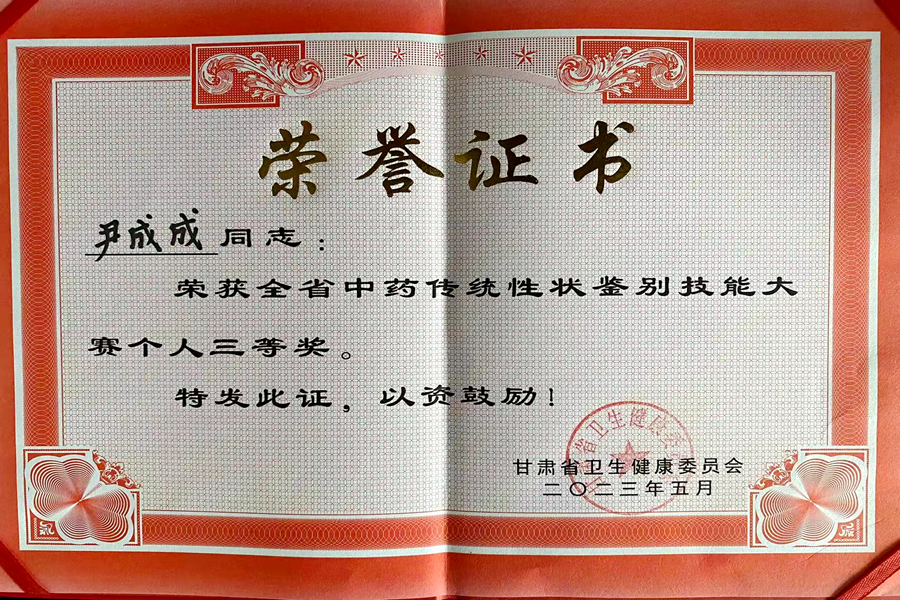 荣誉证书
尹成成同志：
荣获全省中药传统性状鉴别技能大
赛个人三等奖。
特发此证，以资鼓励！
甘肃省卫生健康委员会
二〇二三年五月